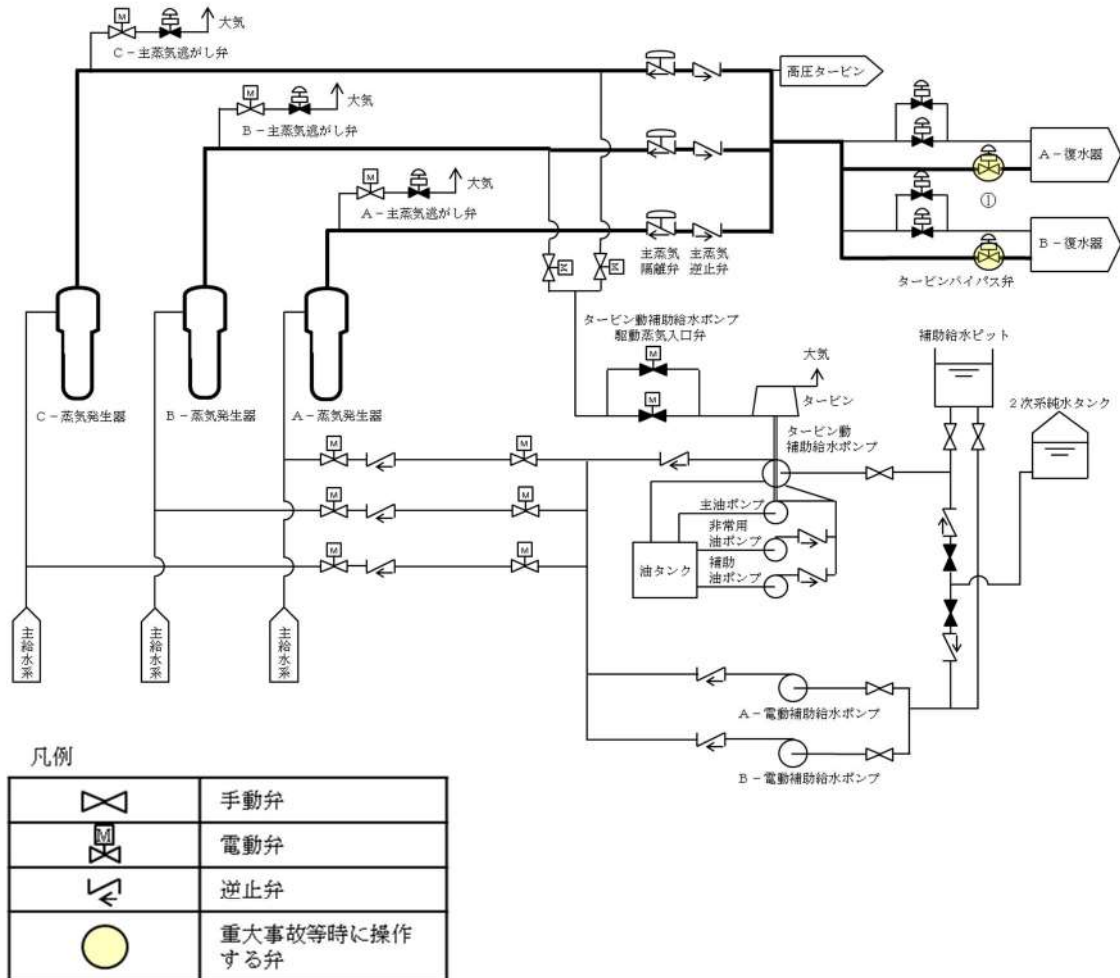 M
大気
C-主蒸気逃がし弁
M
大気
B-主蒸気逃がし弁
M
大気
A-主蒸気逃がし弁
高圧タービン
A-復水器
①
B-復水器
主蒸気
隔離弁
主蒸気
逆止弁
タービンバイパス弁
M
M
タービン動補助給水ポンプ
駆動蒸気入口弁
M
M
大気
タービン
補助給水ピット
2次系純水タンク
C-蒸気発生器
B-蒸気発生器
A-蒸気発生器
タービン動
補助給水ポンプ
M
M
M
M
M
M
主油ポンプ
非常用
油ポンプ
補助
油ポンプ
油タンク
主給水系
主給水系
主給水系
A-電動補助給水ポンプ
B-電動補助給水ポンプ
凡例
手動弁
M
電動弁
逆止弁
重大事故等時に操作
する弁